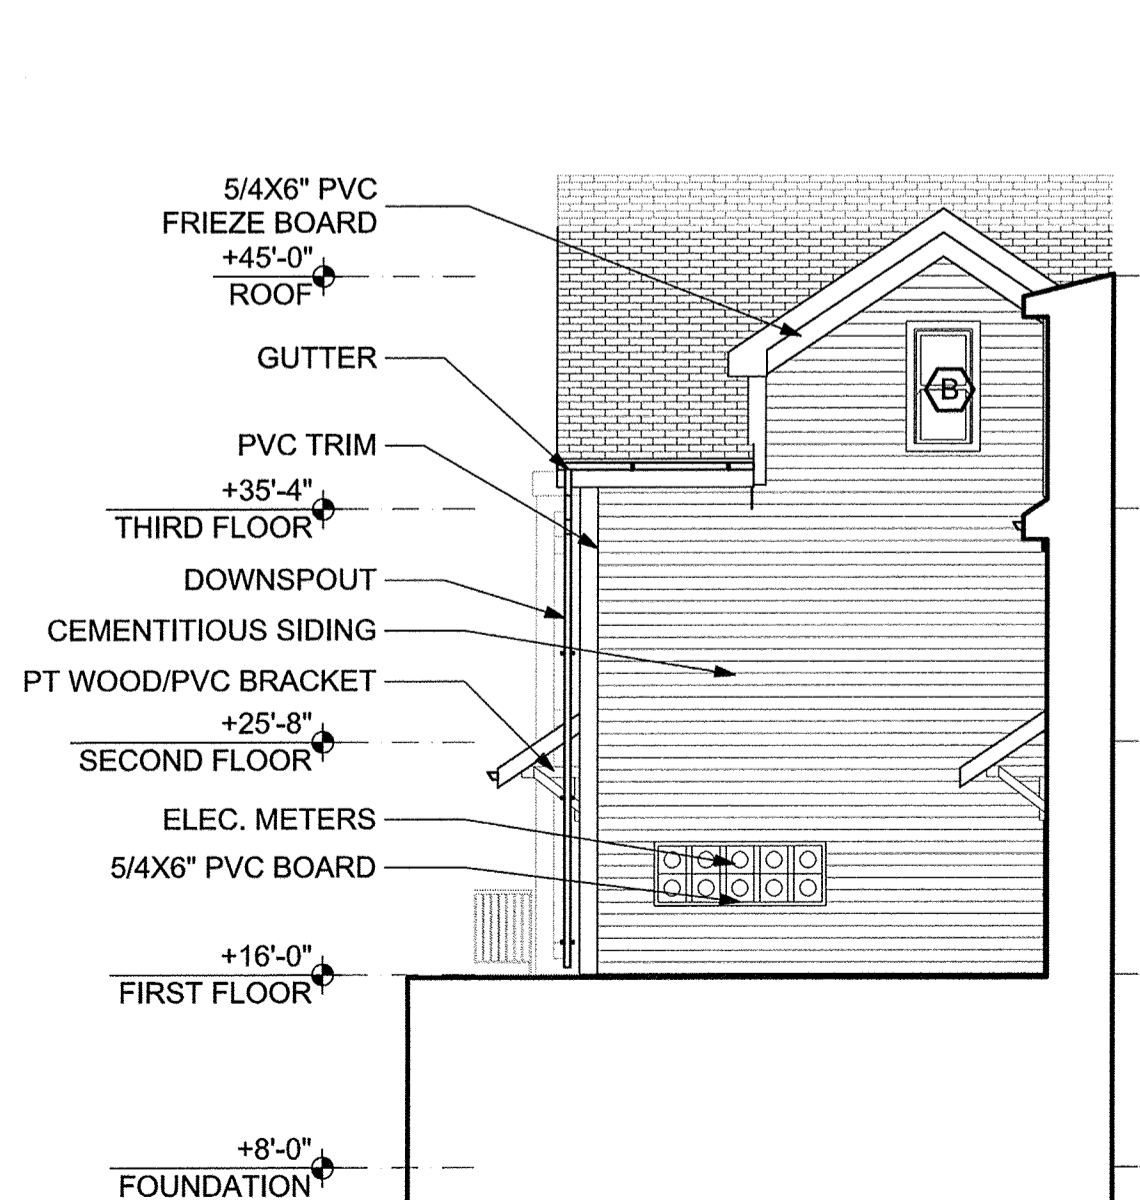 5/4X6" PVC
FRIEZE BOARD
+45'-0"
ROOF
GUTTER
B
PVC TRIM
+35'-4"
THIRD FLOOR
DOWNSPOUT
CEMENTITIOUS SIDING
PT WOOD/PVC BRACKET
+25'-8"
SECOND FLOOR
ELEC. METERS
5/4X6" PVC BOARD
+16'-0"
FIRST FLOOR
+8'-0"
FOUNDATION